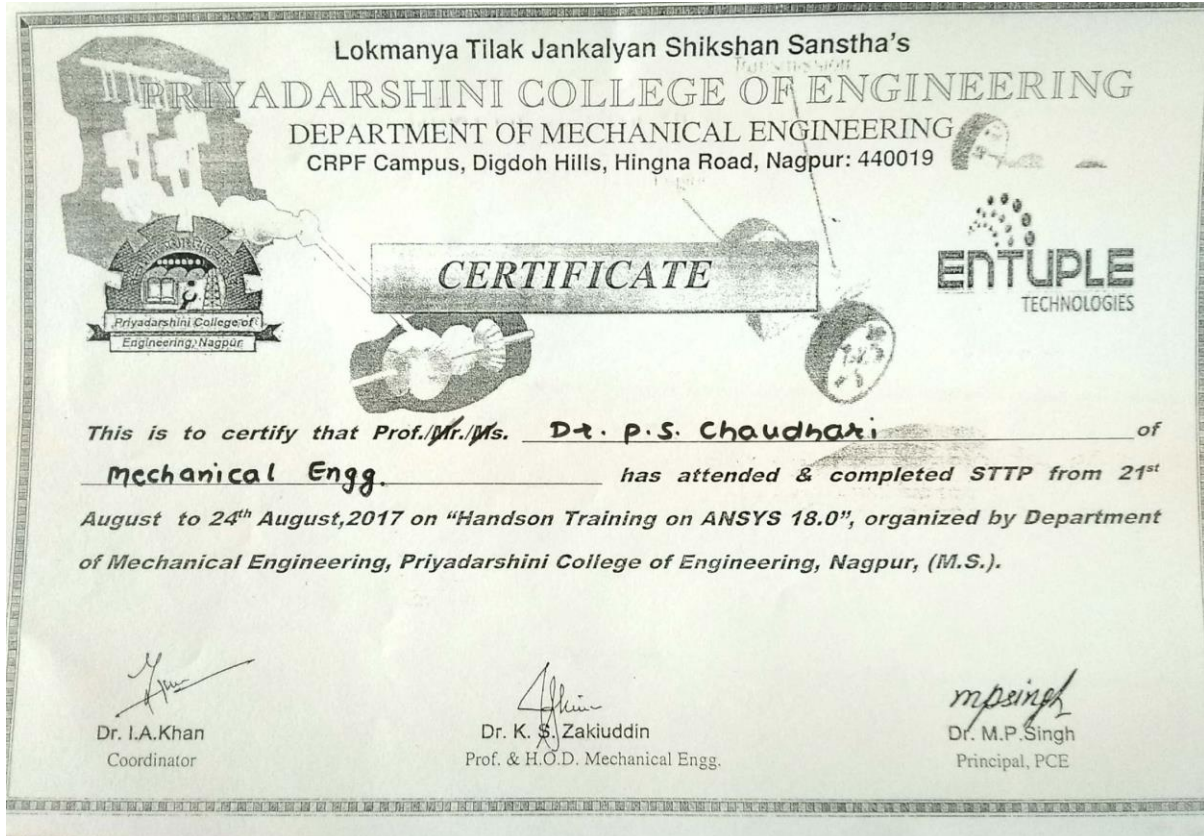 Lokmanya Tilak Jankalyan Shikshan Sanstha's
PRIYADARSHINI COLLEGE OF ENGINEERING
DEPARTMENT OF MECHANICAL ENGINEERING
CRPF Campus, Digdoh Hills, Hingna Road, Nagpur: 440019
Priyadarshini College of
Engineering, Nagpur
CERTIFICATE
ENTUPLE
TECHNOLOGIES
This is to certify that Prof./Mr./Ms. Dr. P.S. Chaudhari of
Mechanical Engg. has attended & completed STTP from 21st
August to 24th August,2017 on "Handson Training on ANSYS 18.0", organized by Department
of Mechanical Engineering, Priyadarshini College of Engineering, Nagpur, (M.S.).
mpsingh
Dr. I.A.Khan
Dr. K. S. Zakiuddin
Dr. M.P.Singh
Coordinator
Prof. & H.O.D. Mechanical Engg.
Principal, PCE